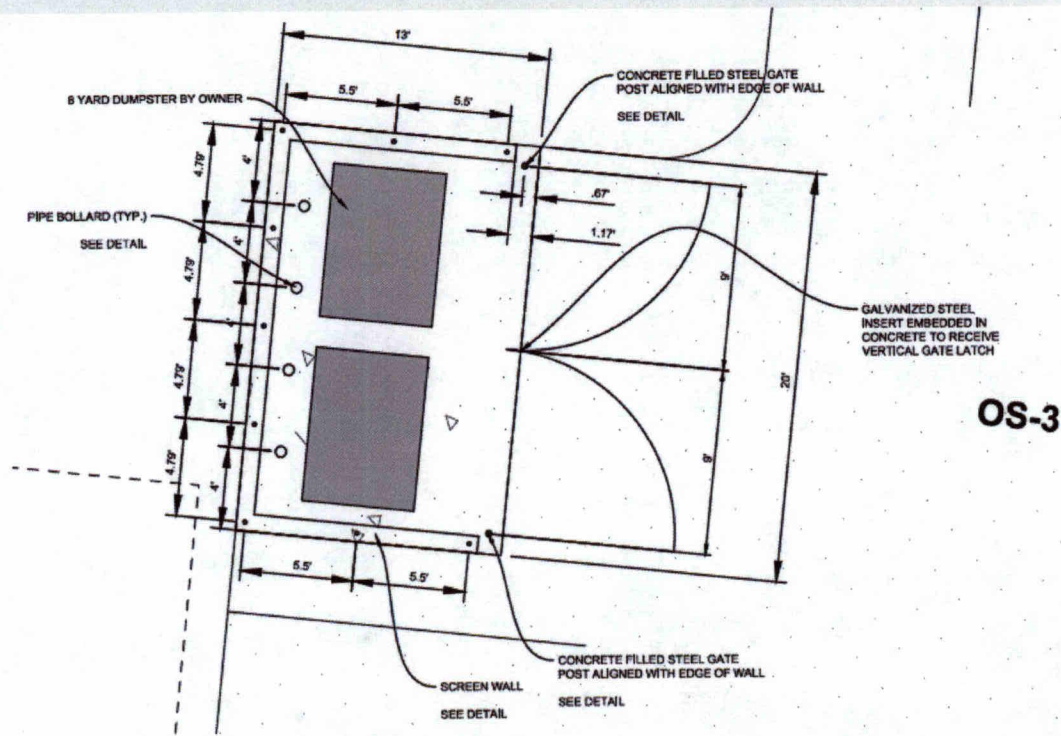 13'
CONCRETE FILLED STEEL GATE
POST ALIGNED WITH EDGE OF WALL
SEE DETAIL
8 YARD DUMPSTER BY OWNER
5.5'
5.5'
4.79'
4'
.67'
PIPE BOLLARD (TYP.)
SEE DETAIL
1.17'
4.79'
4'
9'
GALVANIZED STEEL
INSERT EMBEDDED IN
CONCRETE TO RECEIVE
VERTICAL GATE LATCH
4'
4.79'
20'
OS-3
4'
4.79'
4'
9'
5.5'
5.5'
CONCRETE FILLED STEEL GATE
POST ALIGNED WITH EDGE OF WALL
SEE DETAIL
SCREEN WALL
SEE DETAIL